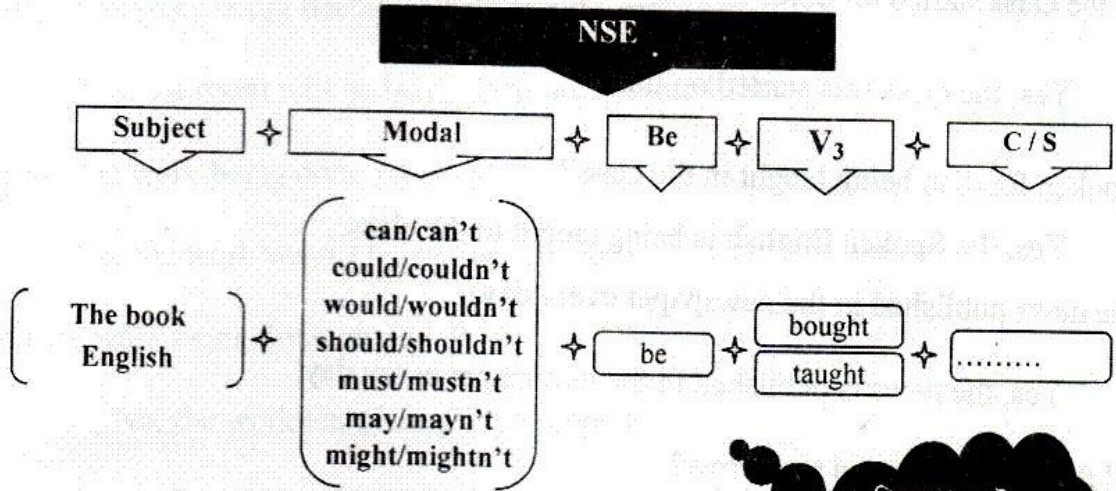 NSE
Subject Modal Be V₃ C / S
can/can't
could/couldn't
would/wouldn't
should/shouldn't
must/mustn't
may/mayn't
might/mightn't
The book
English
be
bought
taught
.........